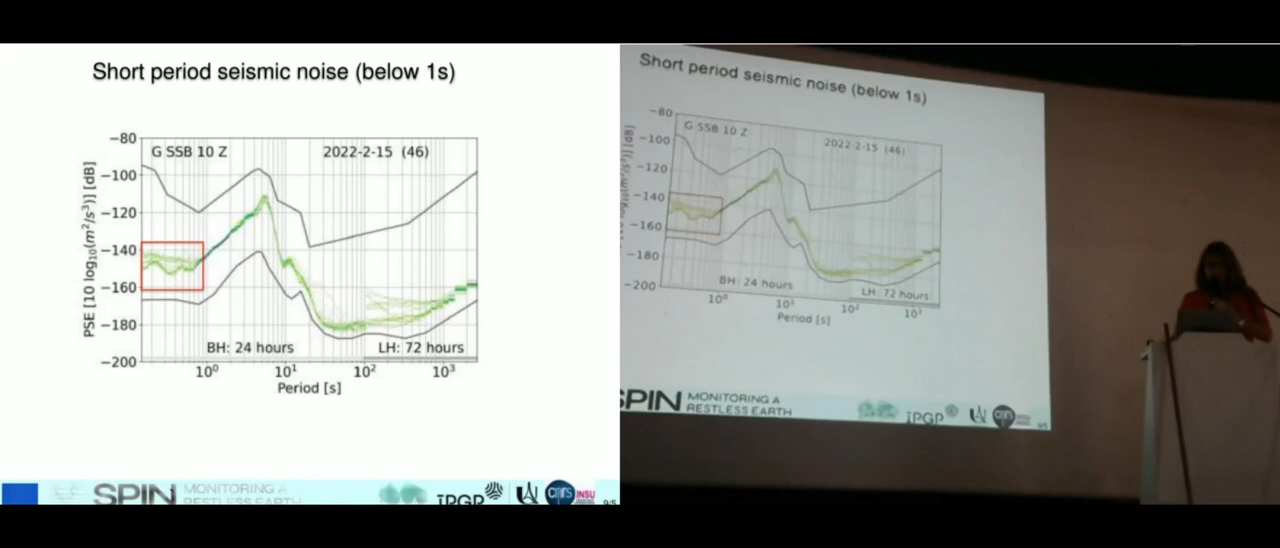 Short period seismic noise (below 1s)
G SSB 10 Z
2022-2-15 (46)
PSE [10 log10(m²/s³)] [dB]
−80
−100
−120
−140
−160
−180
−200
BH: 24 hours
LH: 72 hours
10⁰
10¹
10²
10³
Period [s]
SPIN
MONITORING A
RESTLESS EARTH
IPGP
cnrs
INSU
9/5
Short period seismic noise (below 1s)
G SSB 10 Z
2022-2-15 (46)
−80
−100
−120
−140
−160
−180
−200
BH: 24 hours
LH: 72 hours
10⁰
10¹
10²
10³
Period [s]
SPIN
MONITORING A
RESTLESS EARTH
IPGP